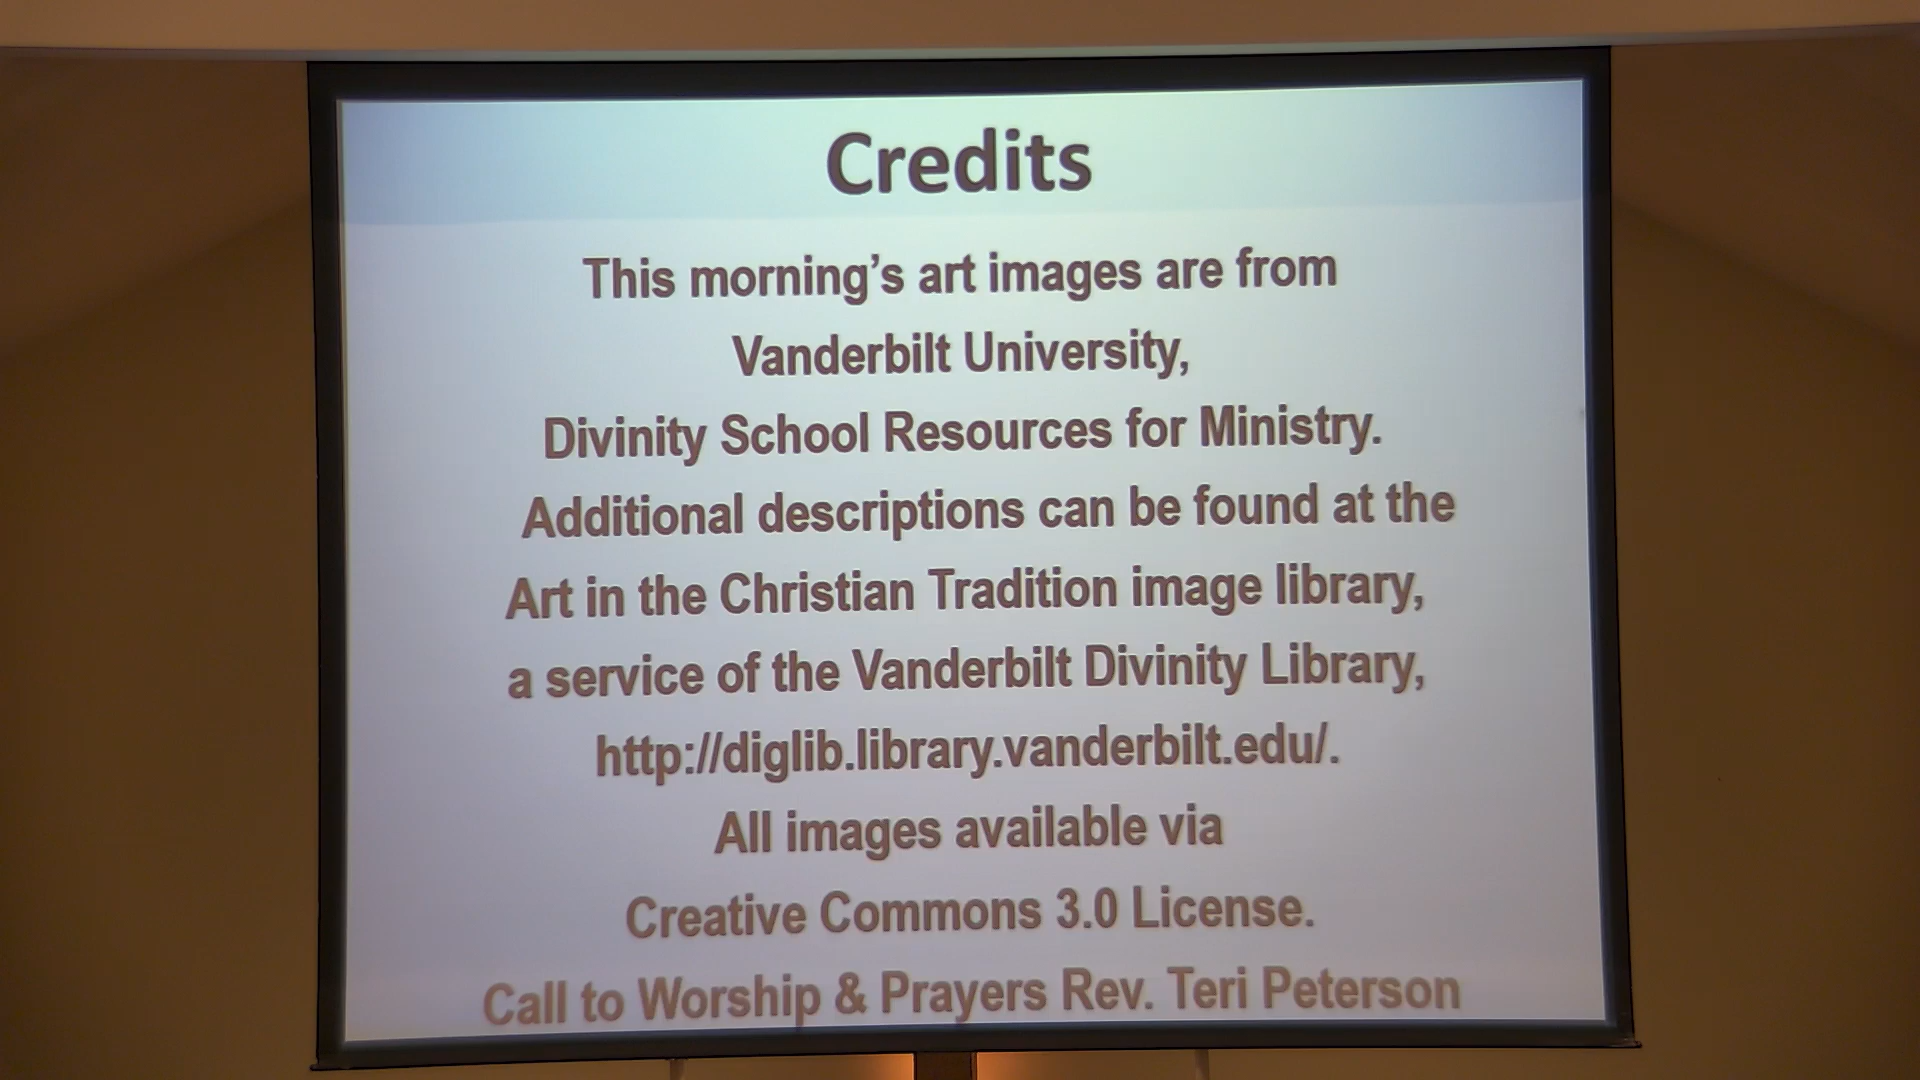 Credits
This morning’s art images are from
Vanderbilt University,
Divinity School Resources for Ministry.
Additional descriptions can be found at the
Art in the Christian Tradition image library,
a service of the Vanderbilt Divinity Library,
http://diglib.library.vanderbilt.edu/.
All images available via
Creative Commons 3.0 License.
Call to Worship & Prayers Rev. Teri Peterson